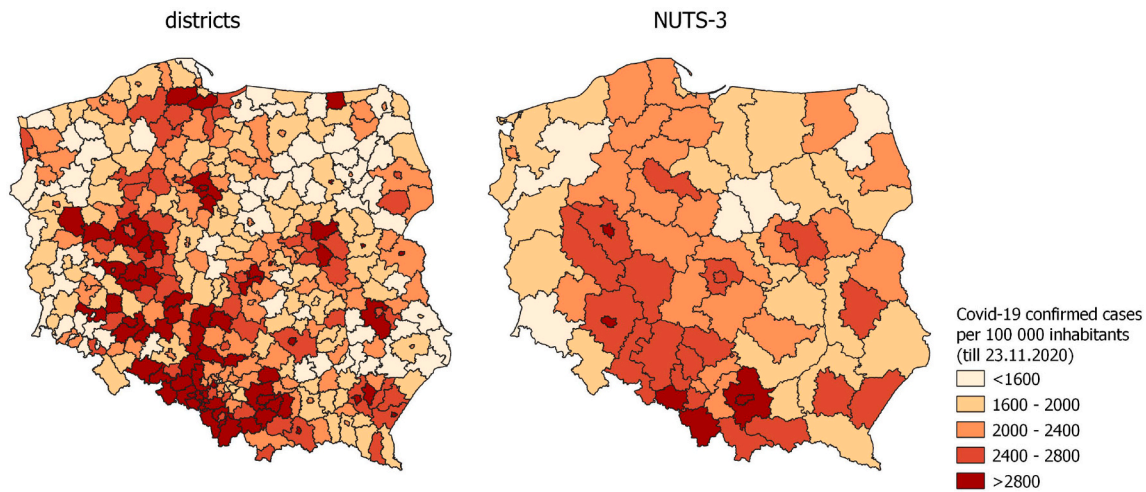 districts
NUTS-3
Covid-19 confirmed cases
per 100 000 inhabitants
(till 23.11.2020)
<1600
1600 - 2000
2000 - 2400
2400 - 2800
>2800